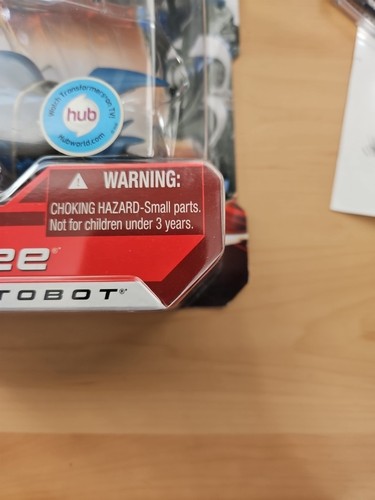 Watch Transformers on TV!
hub
Hubworld.com
WARNING:
CHOKING HAZARD-Small parts.
Not for children under 3 years.
ee
TOBOT®